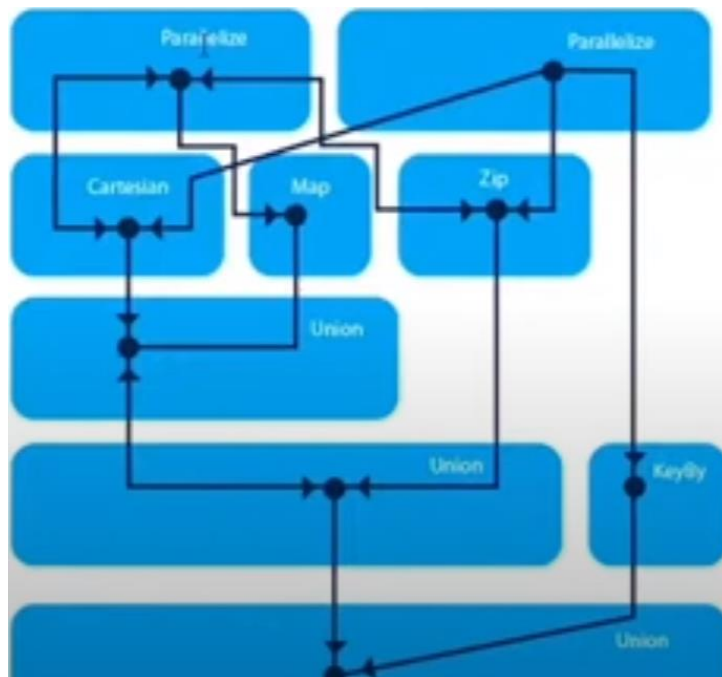 Parallelize
Parallelize
Cartesian
Map
Zip
Union
Union
KeyBy
Union